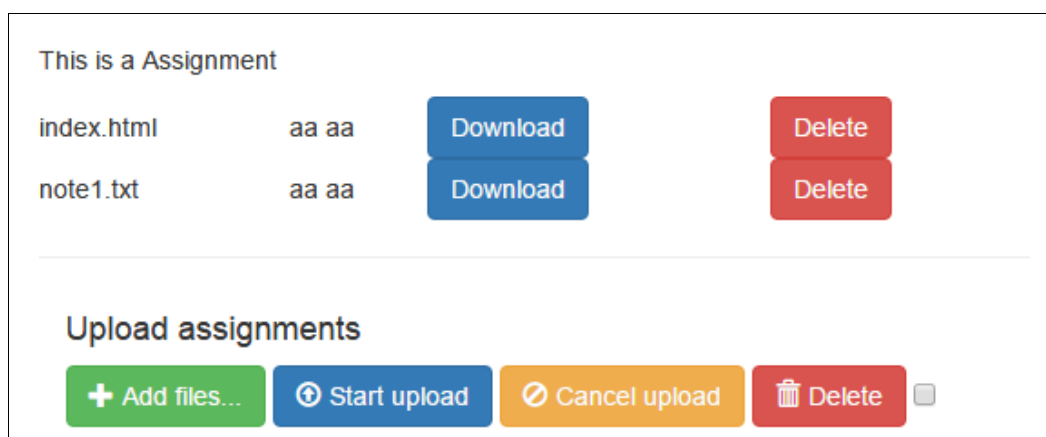 This is a Assignment
index.html aa aa Download Delete
note1.txt aa aa Download Delete
Upload assignments
Add files... Start upload Cancel upload Delete